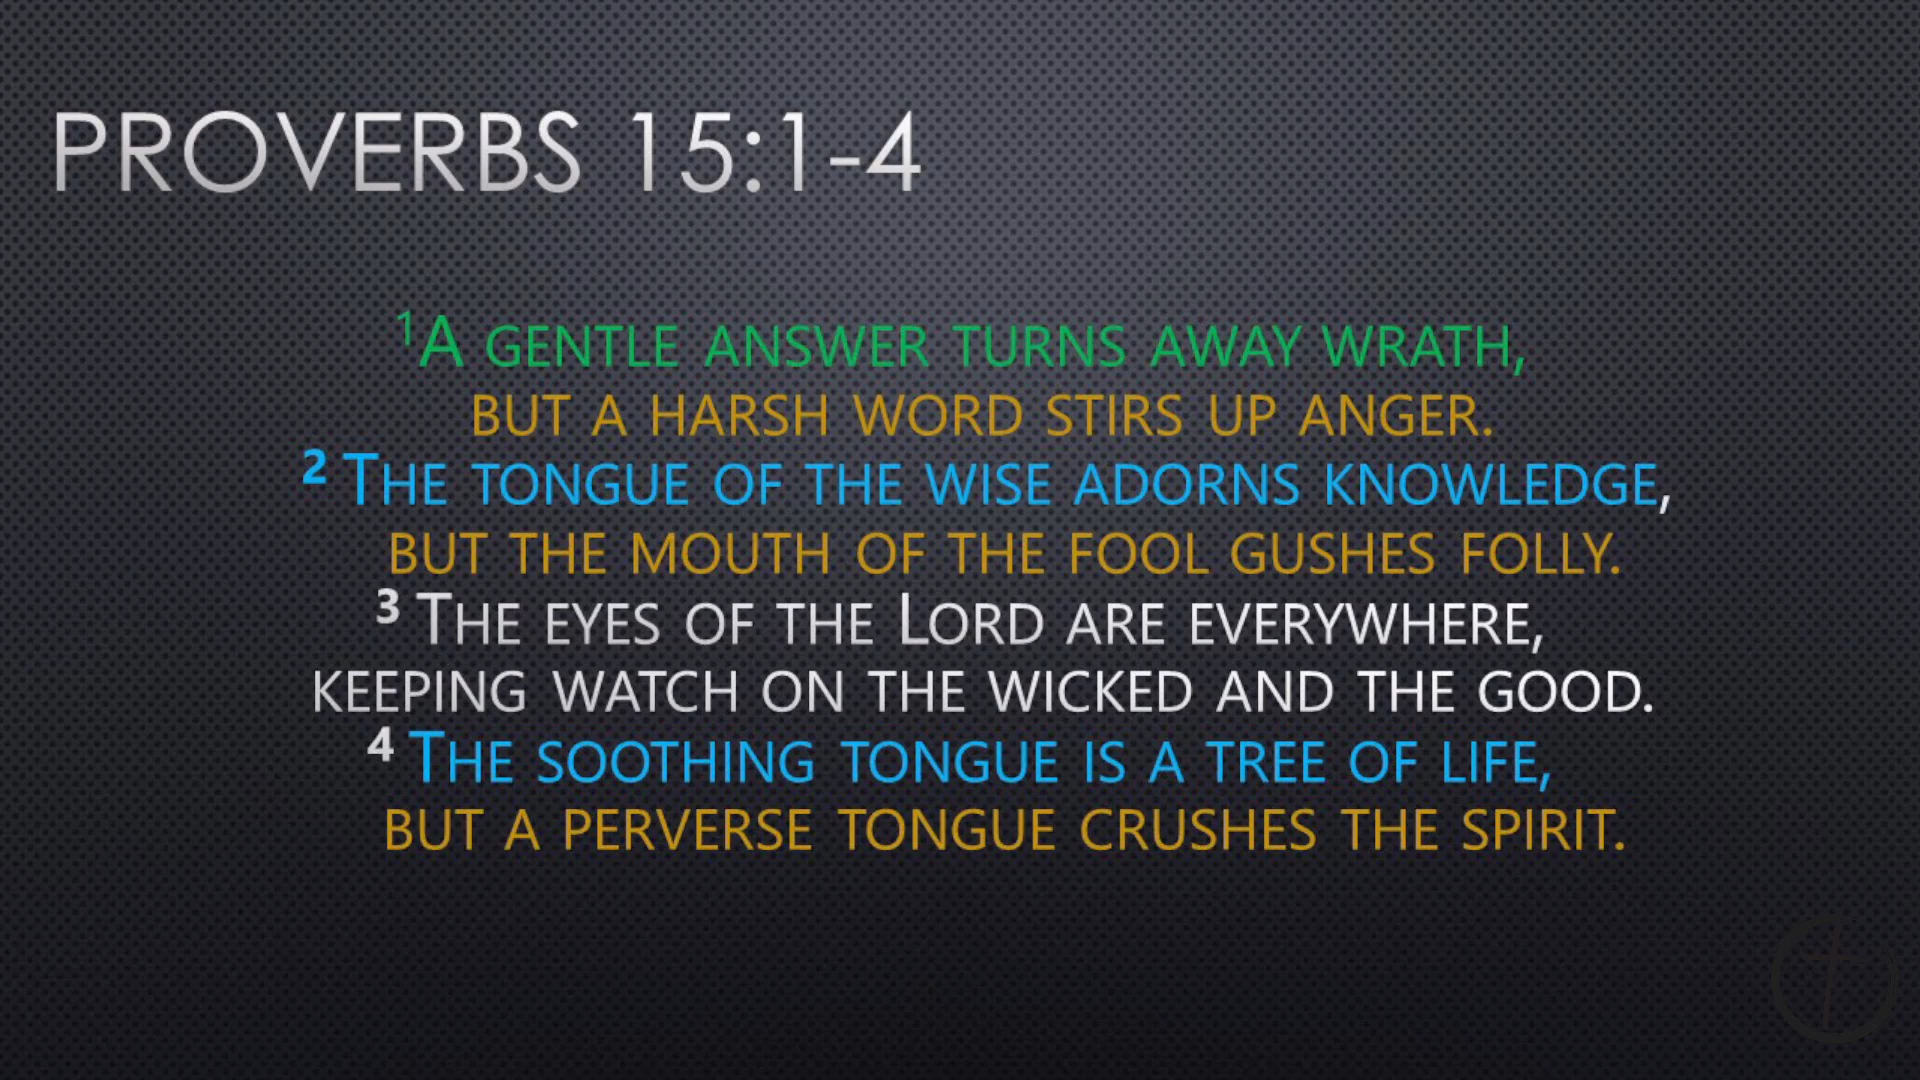 PROVERBS 15:1-4
¹A GENTLE ANSWER TURNS AWAY WRATH,
BUT A HARSH WORD STIRS UP ANGER.
² THE TONGUE OF THE WISE ADORNS KNOWLEDGE,
BUT THE MOUTH OF THE FOOL GUSHES FOLLY.
³ THE EYES OF THE LORD ARE EVERYWHERE,
KEEPING WATCH ON THE WICKED AND THE GOOD.
⁴ THE SOOTHING TONGUE IS A TREE OF LIFE,
BUT A PERVERSE TONGUE CRUSHES THE SPIRIT.